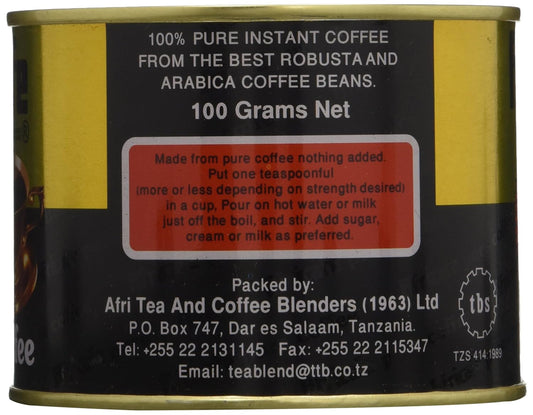 100% PURE INSTANT COFFEE
FROM THE BEST ROBUSTA AND
ARABICA COFFEE BEANS.
100 Grams Net
Made from pure coffee nothing added.
Put one teaspoonful
(more or less depending on strength desired)
in a cup, Pour on hot water or milk
just off the boil, and stir. Add sugar,
cream or milk as preferred.
Packed by:
Afri Tea And Coffee Blenders (1963) Ltd
P.O. Box 747, Dar es Salaam, Tanzania.
Tel: +255 22 2131145 Fax: +255 22 2115347
Email: teablend@ttb.co.tz
tbs
TZS 414:1989
®